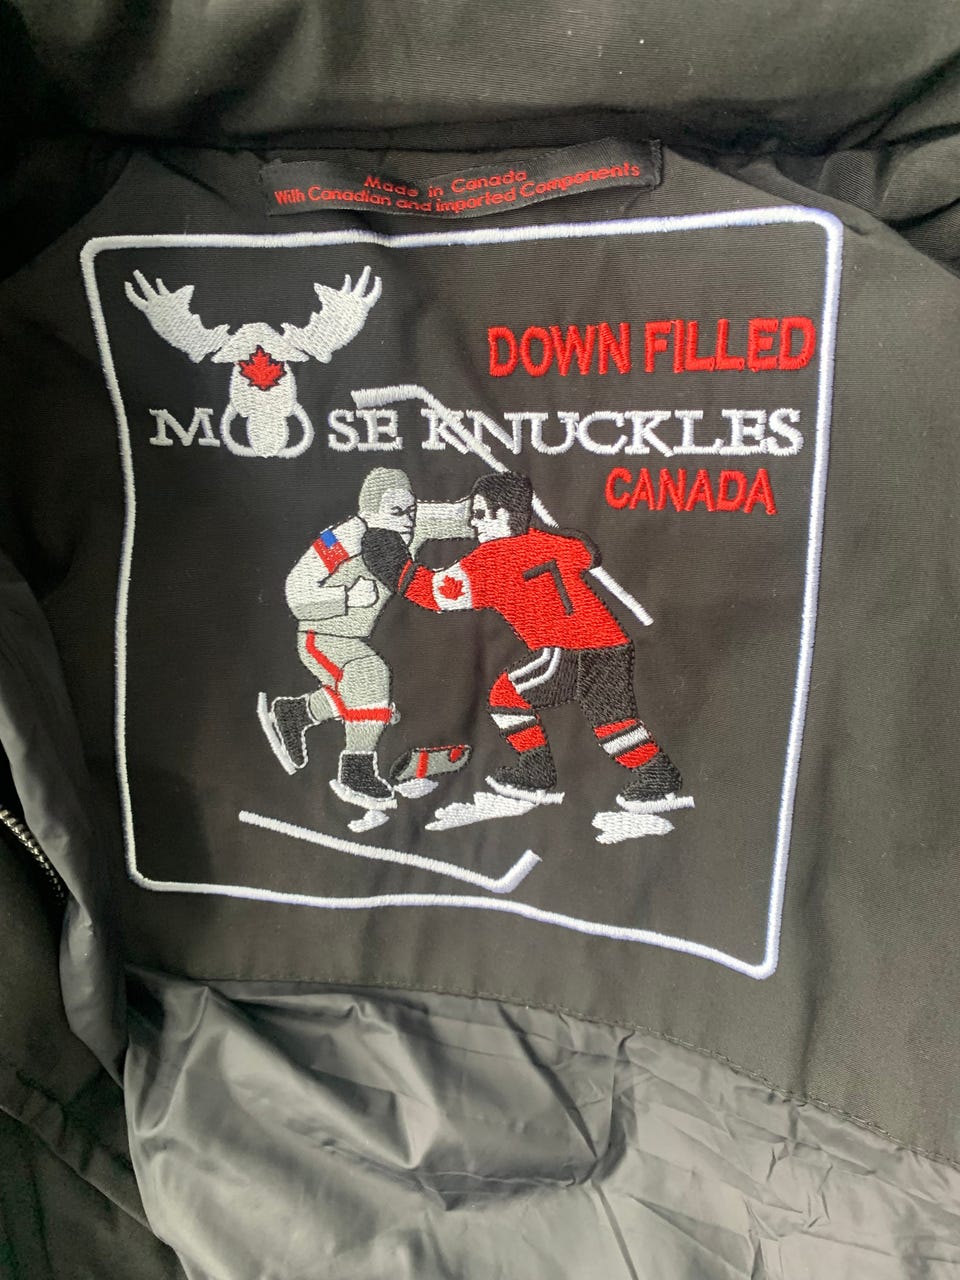 Made in Canada
With Canadian and Imported Components
DOWN FILLED
MOOSE KNUCKLES
CANADA
7